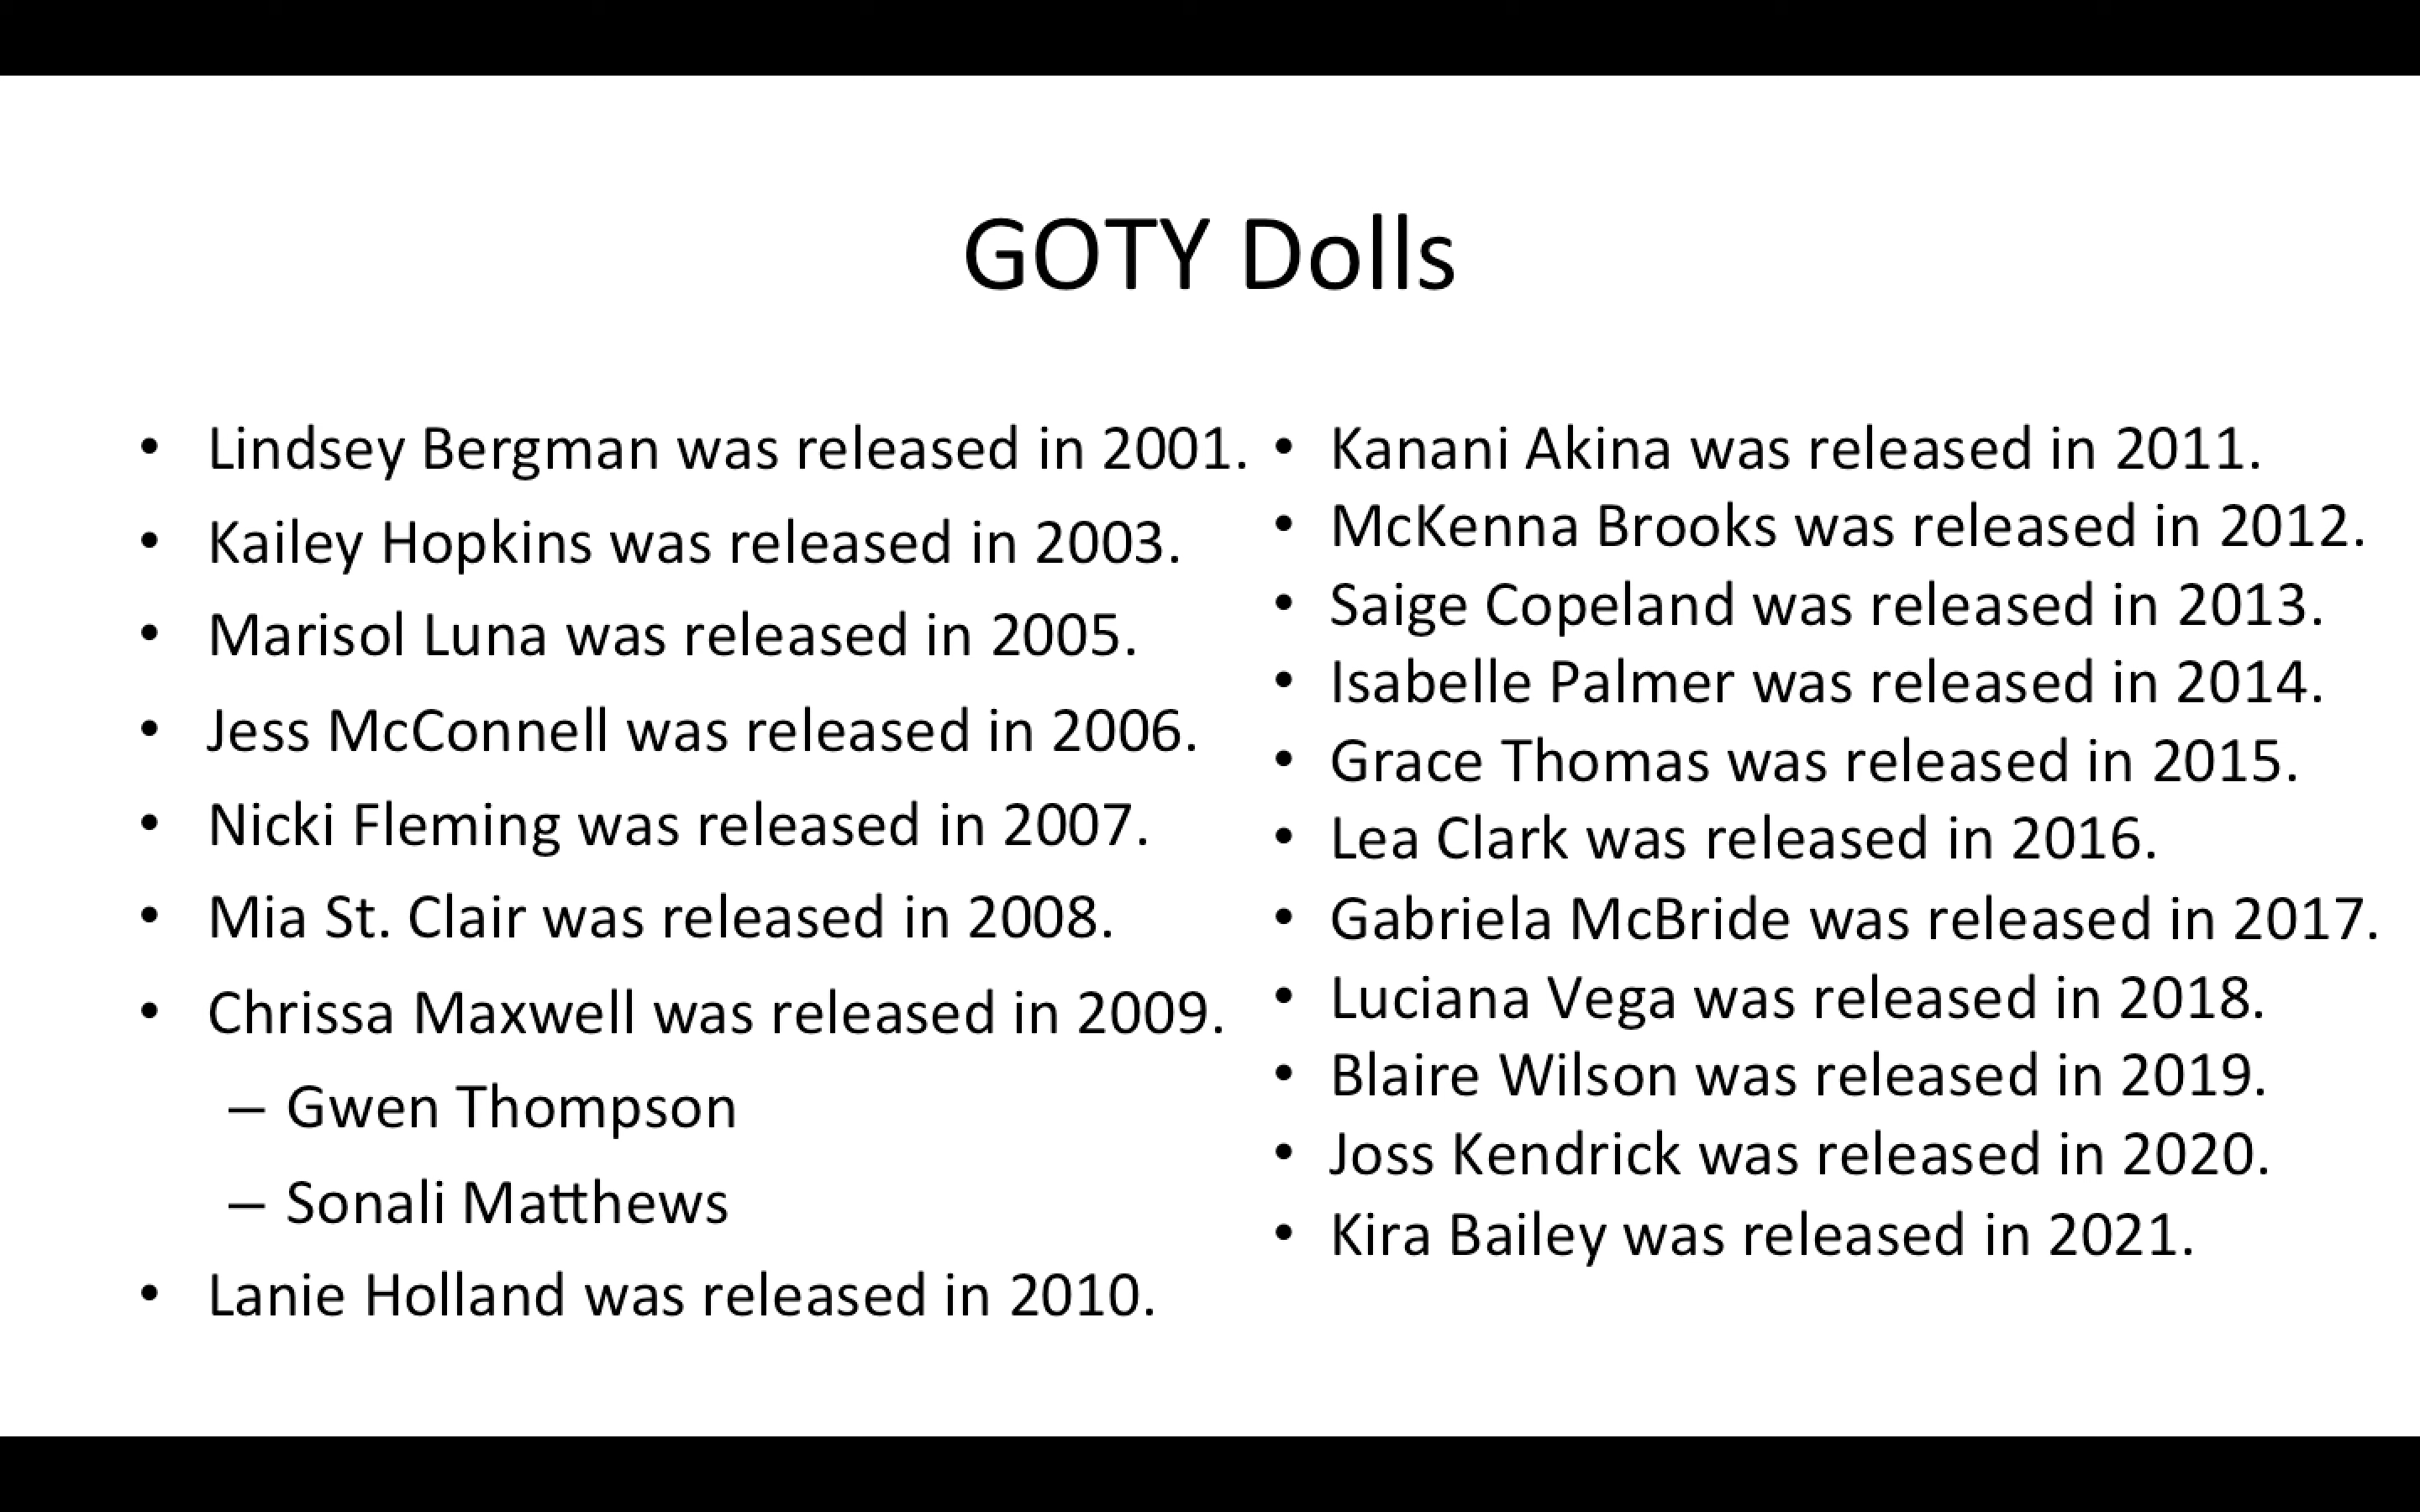 GOTY Dolls
• Lindsey Bergman was released in 2001.
• Kailey Hopkins was released in 2003.
• Marisol Luna was released in 2005.
• Jess McConnell was released in 2006.
• Nicki Fleming was released in 2007.
• Mia St. Clair was released in 2008.
• Chrissa Maxwell was released in 2009.
– Gwen Thompson
– Sonali Matthews
• Lanie Holland was released in 2010.
• Kanani Akina was released in 2011.
• McKenna Brooks was released in 2012.
• Saige Copeland was released in 2013.
• Isabelle Palmer was released in 2014.
• Grace Thomas was released in 2015.
• Lea Clark was released in 2016.
• Gabriela McBride was released in 2017.
• Luciana Vega was released in 2018.
• Blaire Wilson was released in 2019.
• Joss Kendrick was released in 2020.
• Kira Bailey was released in 2021.